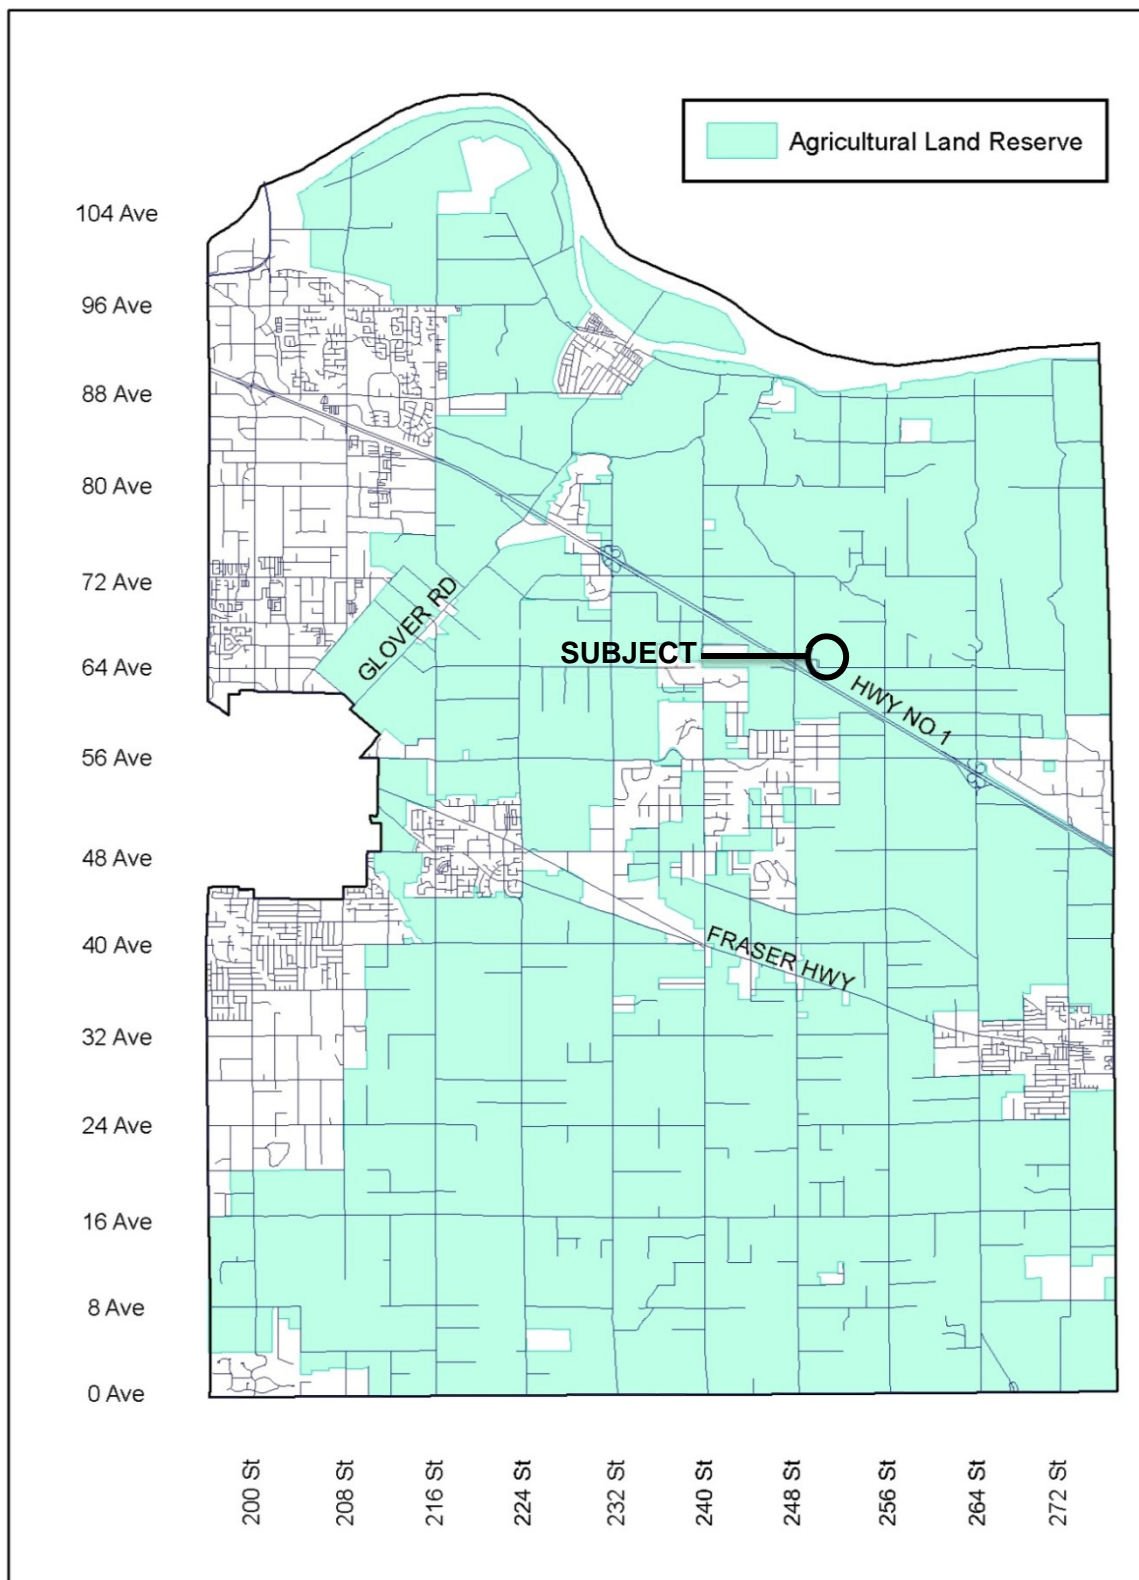 Agricultural Land Reserve
104 Ave
96 Ave
88 Ave
80 Ave
72 Ave
GLOVER RD
SUBJECT
64 Ave
HWY NO 1
56 Ave
48 Ave
40 Ave
FRASER HWY
32 Ave
24 Ave
16 Ave
8 Ave
0 Ave
200 St
208 St
216 St
224 St
232 St
240 St
248 St
256 St
264 St
272 St